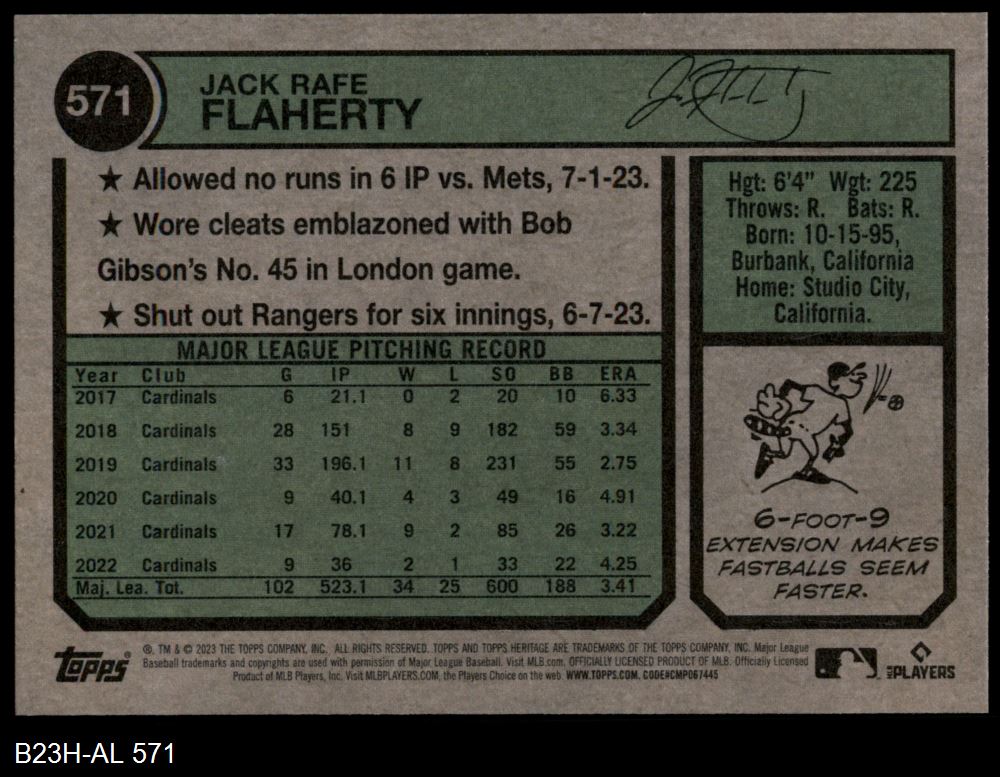 571
JACK RAFE
FLAHERTY
★ Allowed no runs in 6 IP vs. Mets, 7-1-23.
★ Wore cleats emblazoned with Bob
Gibson's No. 45 in London game.
★ Shut out Rangers for six innings, 6-7-23.
Hgt: 6'4" Wgt: 225
Throws: R. Bats: R.
Born: 10-15-95,
Burbank, California
Home: Studio City,
California.
MAJOR LEAGUE PITCHING RECORD
Year Club G IP W L SO BB ERA
2017 Cardinals 6 21.1 0 2 20 10 6.33
2018 Cardinals 28 151 8 9 182 59 3.34
2019 Cardinals 33 196.1 11 8 231 55 2.75
2020 Cardinals 9 40.1 4 3 49 16 4.91
2021 Cardinals 17 78.1 9 2 85 26 3.22
2022 Cardinals 9 36 2 1 33 22 4.25
Maj. Lea. Tot. 102 523.1 34 25 600 188 3.41
6-FOOT-9
EXTENSION MAKES
FASTBALLS SEEM
FASTER.
Topps
®, TM & © 2023 THE TOPPS COMPANY, INC. ALL RIGHTS RESERVED. TOPPS AND TOPPS HERITAGE ARE TRADEMARKS OF THE TOPPS COMPANY, INC. Major League
Baseball trademarks and copyrights are used with permission of Major League Baseball. Visit MLB.com. OFFICIALLY LICENSED PRODUCT OF MLB. Officially Licensed
Product of MLB Players, Inc. Visit MLBPLAYERS.COM, the Players Choice on the web. WWW.TOPPS.COM. CODE#CMP067445
MLB PLAYERS
B23H-AL 571